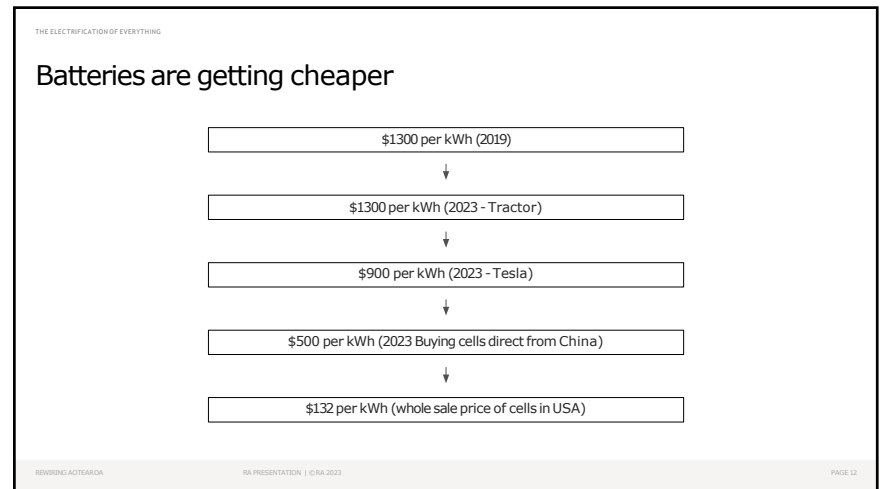 THE ELECTRIFICATION OF EVERYTHING
Batteries are getting cheaper
$1300 per kWh (2019)
$1300 per kWh (2023 - Tractor)
$900 per kWh (2023 - Tesla)
$500 per kWh (2023 Buying cells direct from China)
$132 per kWh (whole sale price of cells in USA)
REWIRING AOTEAROA RA PRESENTATION | © RA 2023 PAGE 12